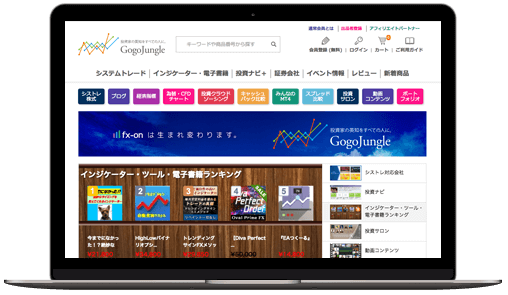 運営会社とは | 出品者登録 | アフィリエイトパートナー
投資家の英知をすべての人に。
GogoJungle
キーワードや商品番号から探す
0
会員登録 (無料) | ログイン | カート | ご利用ガイド
システムトレード | インジケーター・電子書籍 | 投資ナビ+ | 証券会社 | イベント情報 | レビュー | 新着商品
シストレ
株式
ブログ
経済指標
為替・CFD
チャート
投資クラウド
ソーシング
キャッシュ
バック比較
みんなの
MT4
スプレッド
比較
投資
サロン
動画
コンテンツ
ポート
フォリオ
fx-on は生まれ変わります。
投資家の英知をすべての人に。
GogoJungle
インジケーター・ツール・電子書籍ランキング
1
2
3
4
5
Diva
Perfect
Order
Oval Prime FX
今までになかっ
た！？絶妙な
HighLowバイナ
リオプシ...
トレンディング
サインFXメソッ
【Diva Perfect
...
『EAつくーる』
シストレ対応会社
投資ナビ
インジケーター・ツール・
電子書籍ランキング
投資サロン
動画コンテンツ